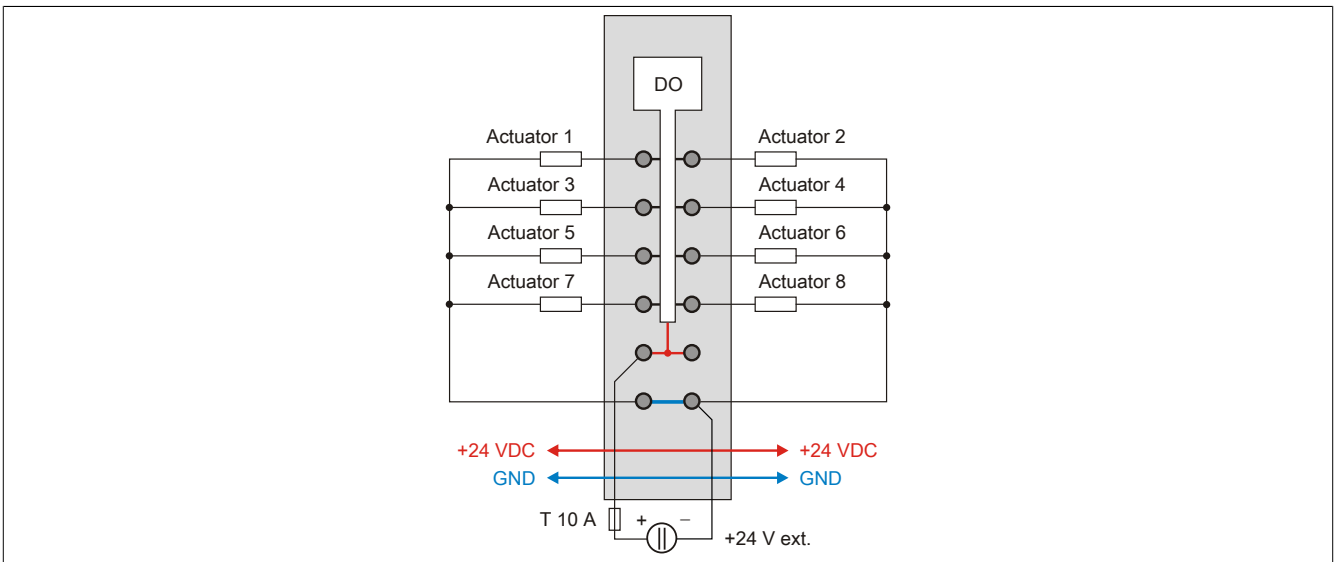 DO
Actuator 1 Actuator 2
Actuator 3 Actuator 4
Actuator 5 Actuator 6
Actuator 7 Actuator 8
+24 VDC +24 VDC
GND GND
T 10 A + −
+24 V ext.